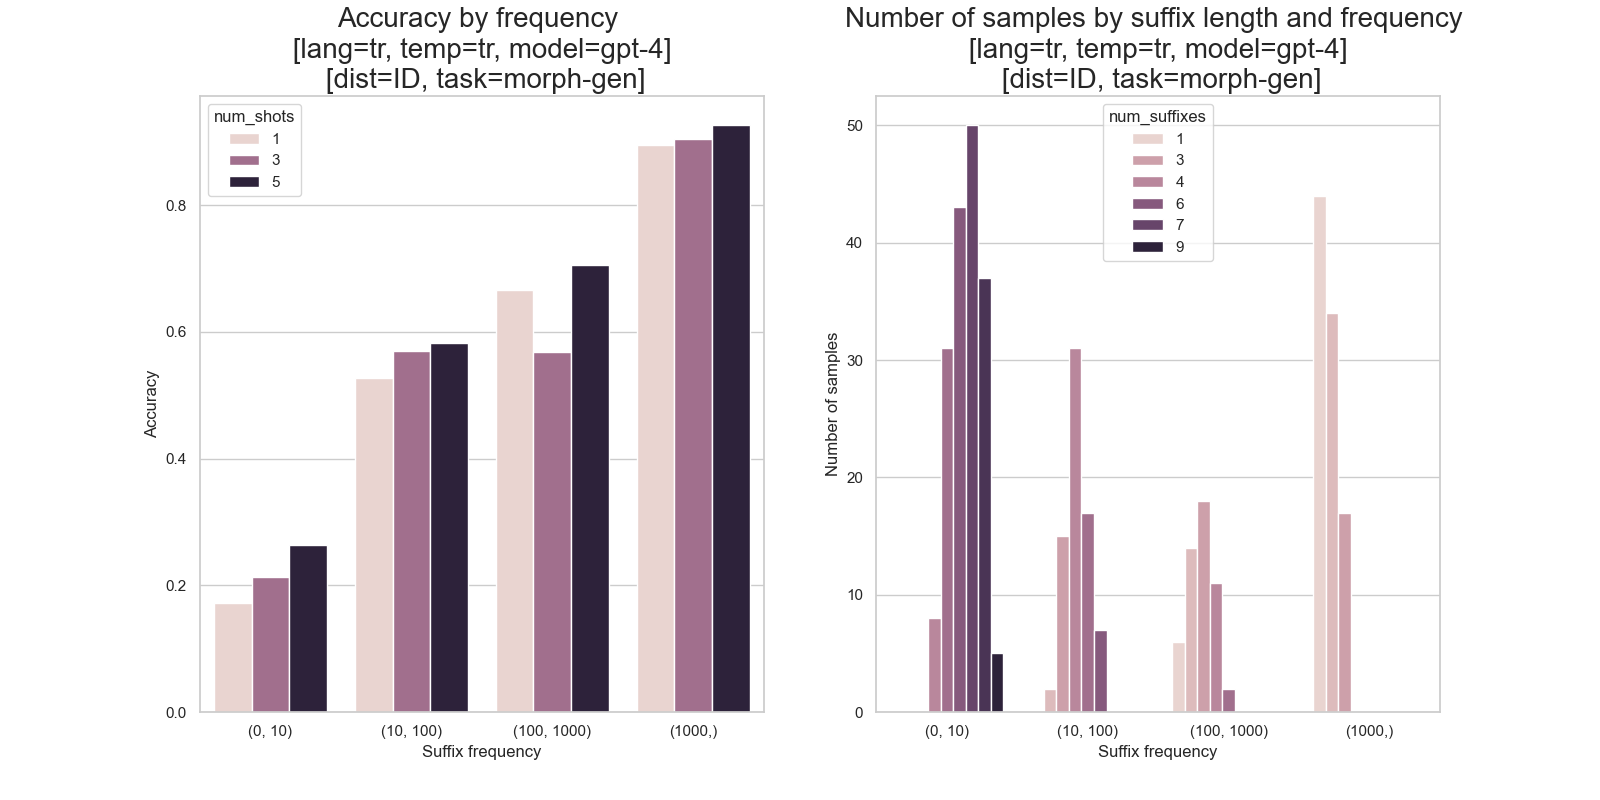 Accuracy by frequency
[lang=tr, temp=tr, model=gpt-4]
[dist=ID, task=morph-gen]
num_shots
1
3
5
0.8
0.6
0.4
0.2
0.0
Accuracy
(0, 10)
(10, 100)
(100, 1000)
(1000,)
Suffix frequency
Number of samples by suffix length and frequency
[lang=tr, temp=tr, model=gpt-4]
[dist=ID, task=morph-gen]
num_suffixes
1
3
4
6
7
9
50
40
30
20
10
0
Number of samples
(0, 10)
(10, 100)
(100, 1000)
(1000,)
Suffix frequency